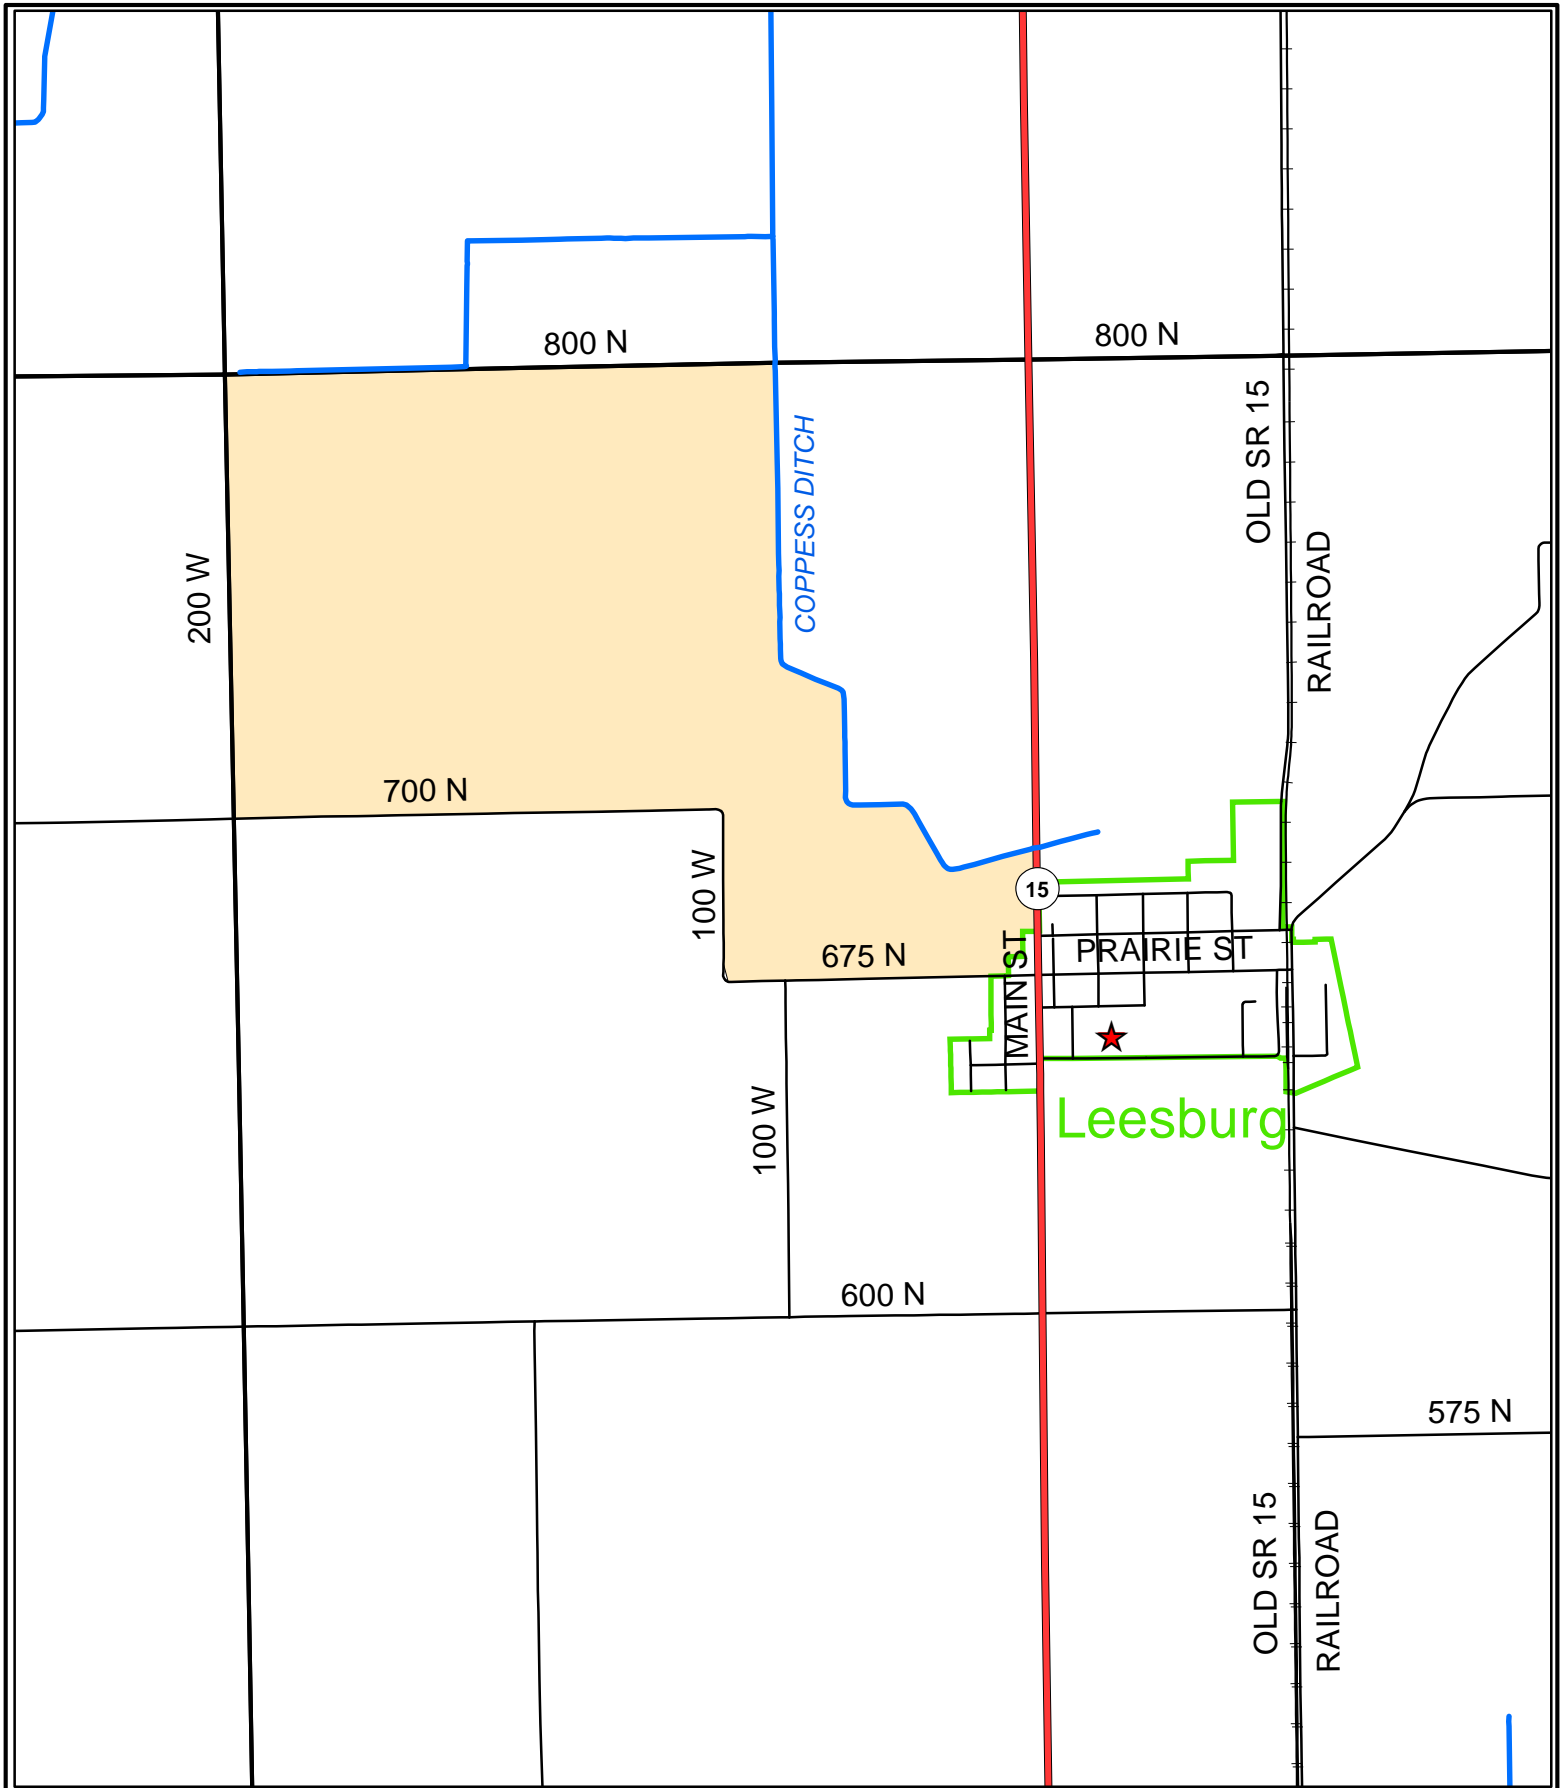 800 N
800 N
OLD SR 15
COPPESS DITCH
200 W
RAILROAD
700 N
100 W
15
675 N
MAIN ST
PRAIRIE ST
Leesburg
100 W
600 N
575 N
OLD SR 15
RAILROAD